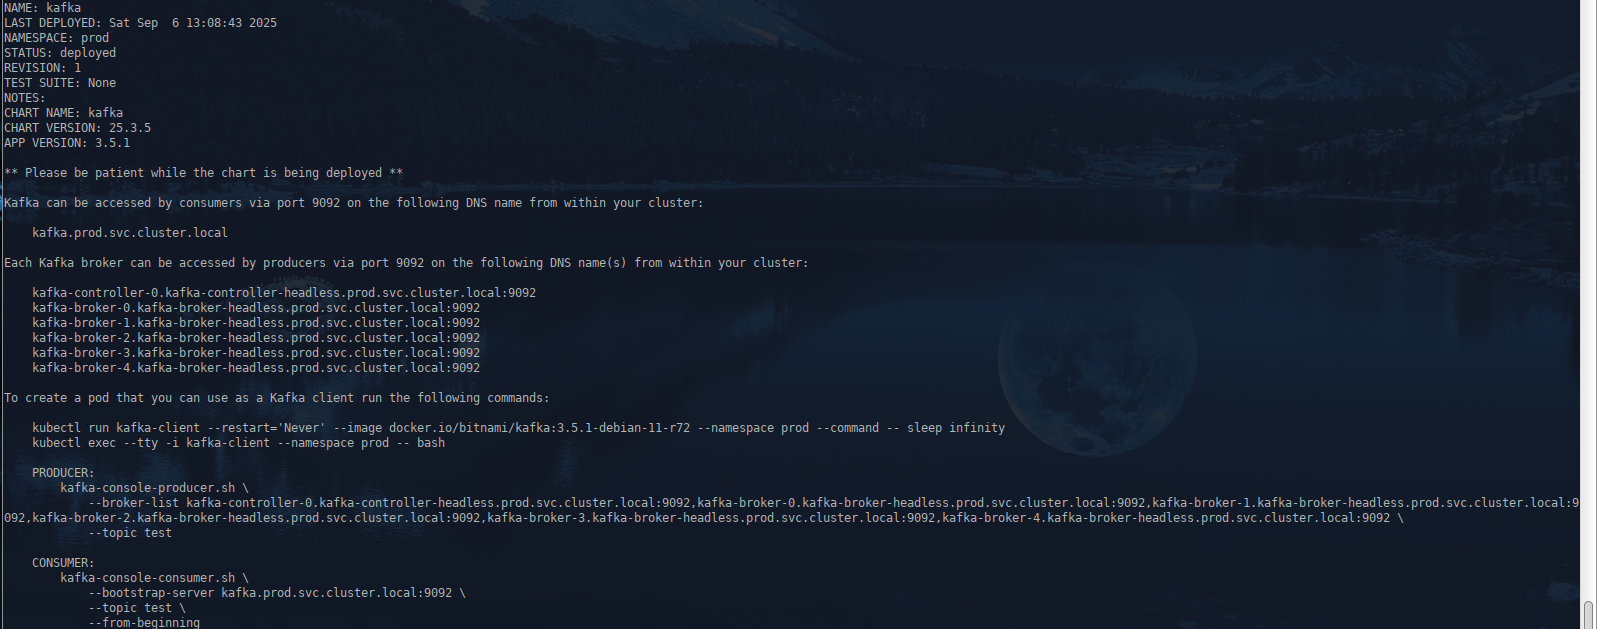 NAME: kafka
LAST DEPLOYED: Sat Sep  6 13:08:43 2025
NAMESPACE: prod
STATUS: deployed
REVISION: 1
TEST SUITE: None
NOTES:
CHART NAME: kafka
CHART VERSION: 25.3.5
APP VERSION: 3.5.1

** Please be patient while the chart is being deployed **

Kafka can be accessed by consumers via port 9092 on the following DNS name from within your cluster:

    kafka.prod.svc.cluster.local

Each Kafka broker can be accessed by producers via port 9092 on the following DNS name(s) from within your cluster:

    kafka-controller-0.kafka-controller-headless.prod.svc.cluster.local:9092
    kafka-broker-0.kafka-broker-headless.prod.svc.cluster.local:9092
    kafka-broker-1.kafka-broker-headless.prod.svc.cluster.local:9092
    kafka-broker-2.kafka-broker-headless.prod.svc.cluster.local:9092
    kafka-broker-3.kafka-broker-headless.prod.svc.cluster.local:9092
    kafka-broker-4.kafka-broker-headless.prod.svc.cluster.local:9092

To create a pod that you can use as a Kafka client run the following commands:

    kubectl run kafka-client --restart='Never' --image docker.io/bitnami/kafka:3.5.1-debian-11-r72 --namespace prod --command -- sleep infinity
    kubectl exec --tty -i kafka-client --namespace prod -- bash

    PRODUCER:
        kafka-console-producer.sh \
            --broker-list kafka-controller-0.kafka-controller-headless.prod.svc.cluster.local:9092,kafka-broker-0.kafka-broker-headless.prod.svc.cluster.local:9092,kafka-broker-1.kafka-broker-headless.prod.svc.cluster.local:9
092,kafka-broker-2.kafka-broker-headless.prod.svc.cluster.local:9092,kafka-broker-3.kafka-broker-headless.prod.svc.cluster.local:9092,kafka-broker-4.kafka-broker-headless.prod.svc.cluster.local:9092 \
            --topic test

    CONSUMER:
        kafka-console-consumer.sh \
            --bootstrap-server kafka.prod.svc.cluster.local:9092 \
            --topic test \
            --from-beginning